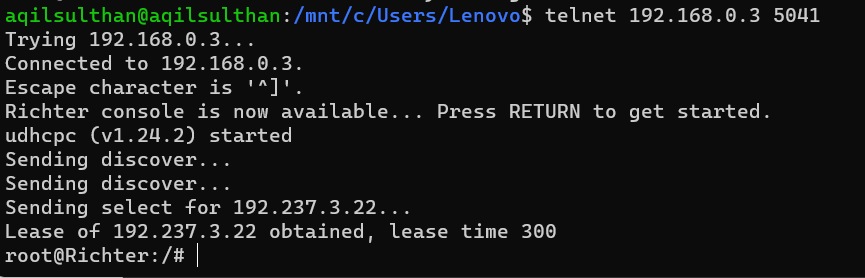 aqilsulthan@aqilsulthan:/mnt/c/Users/Lenovo$ telnet 192.168.0.3 5041
Trying 192.168.0.3...
Connected to 192.168.0.3.
Escape character is '^]'.
Richter console is now available... Press RETURN to get started.
udhcpc (v1.24.2) started
Sending discover...
Sending discover...
Sending select for 192.237.3.22...
Lease of 192.237.3.22 obtained, lease time 300
root@Richter:/#